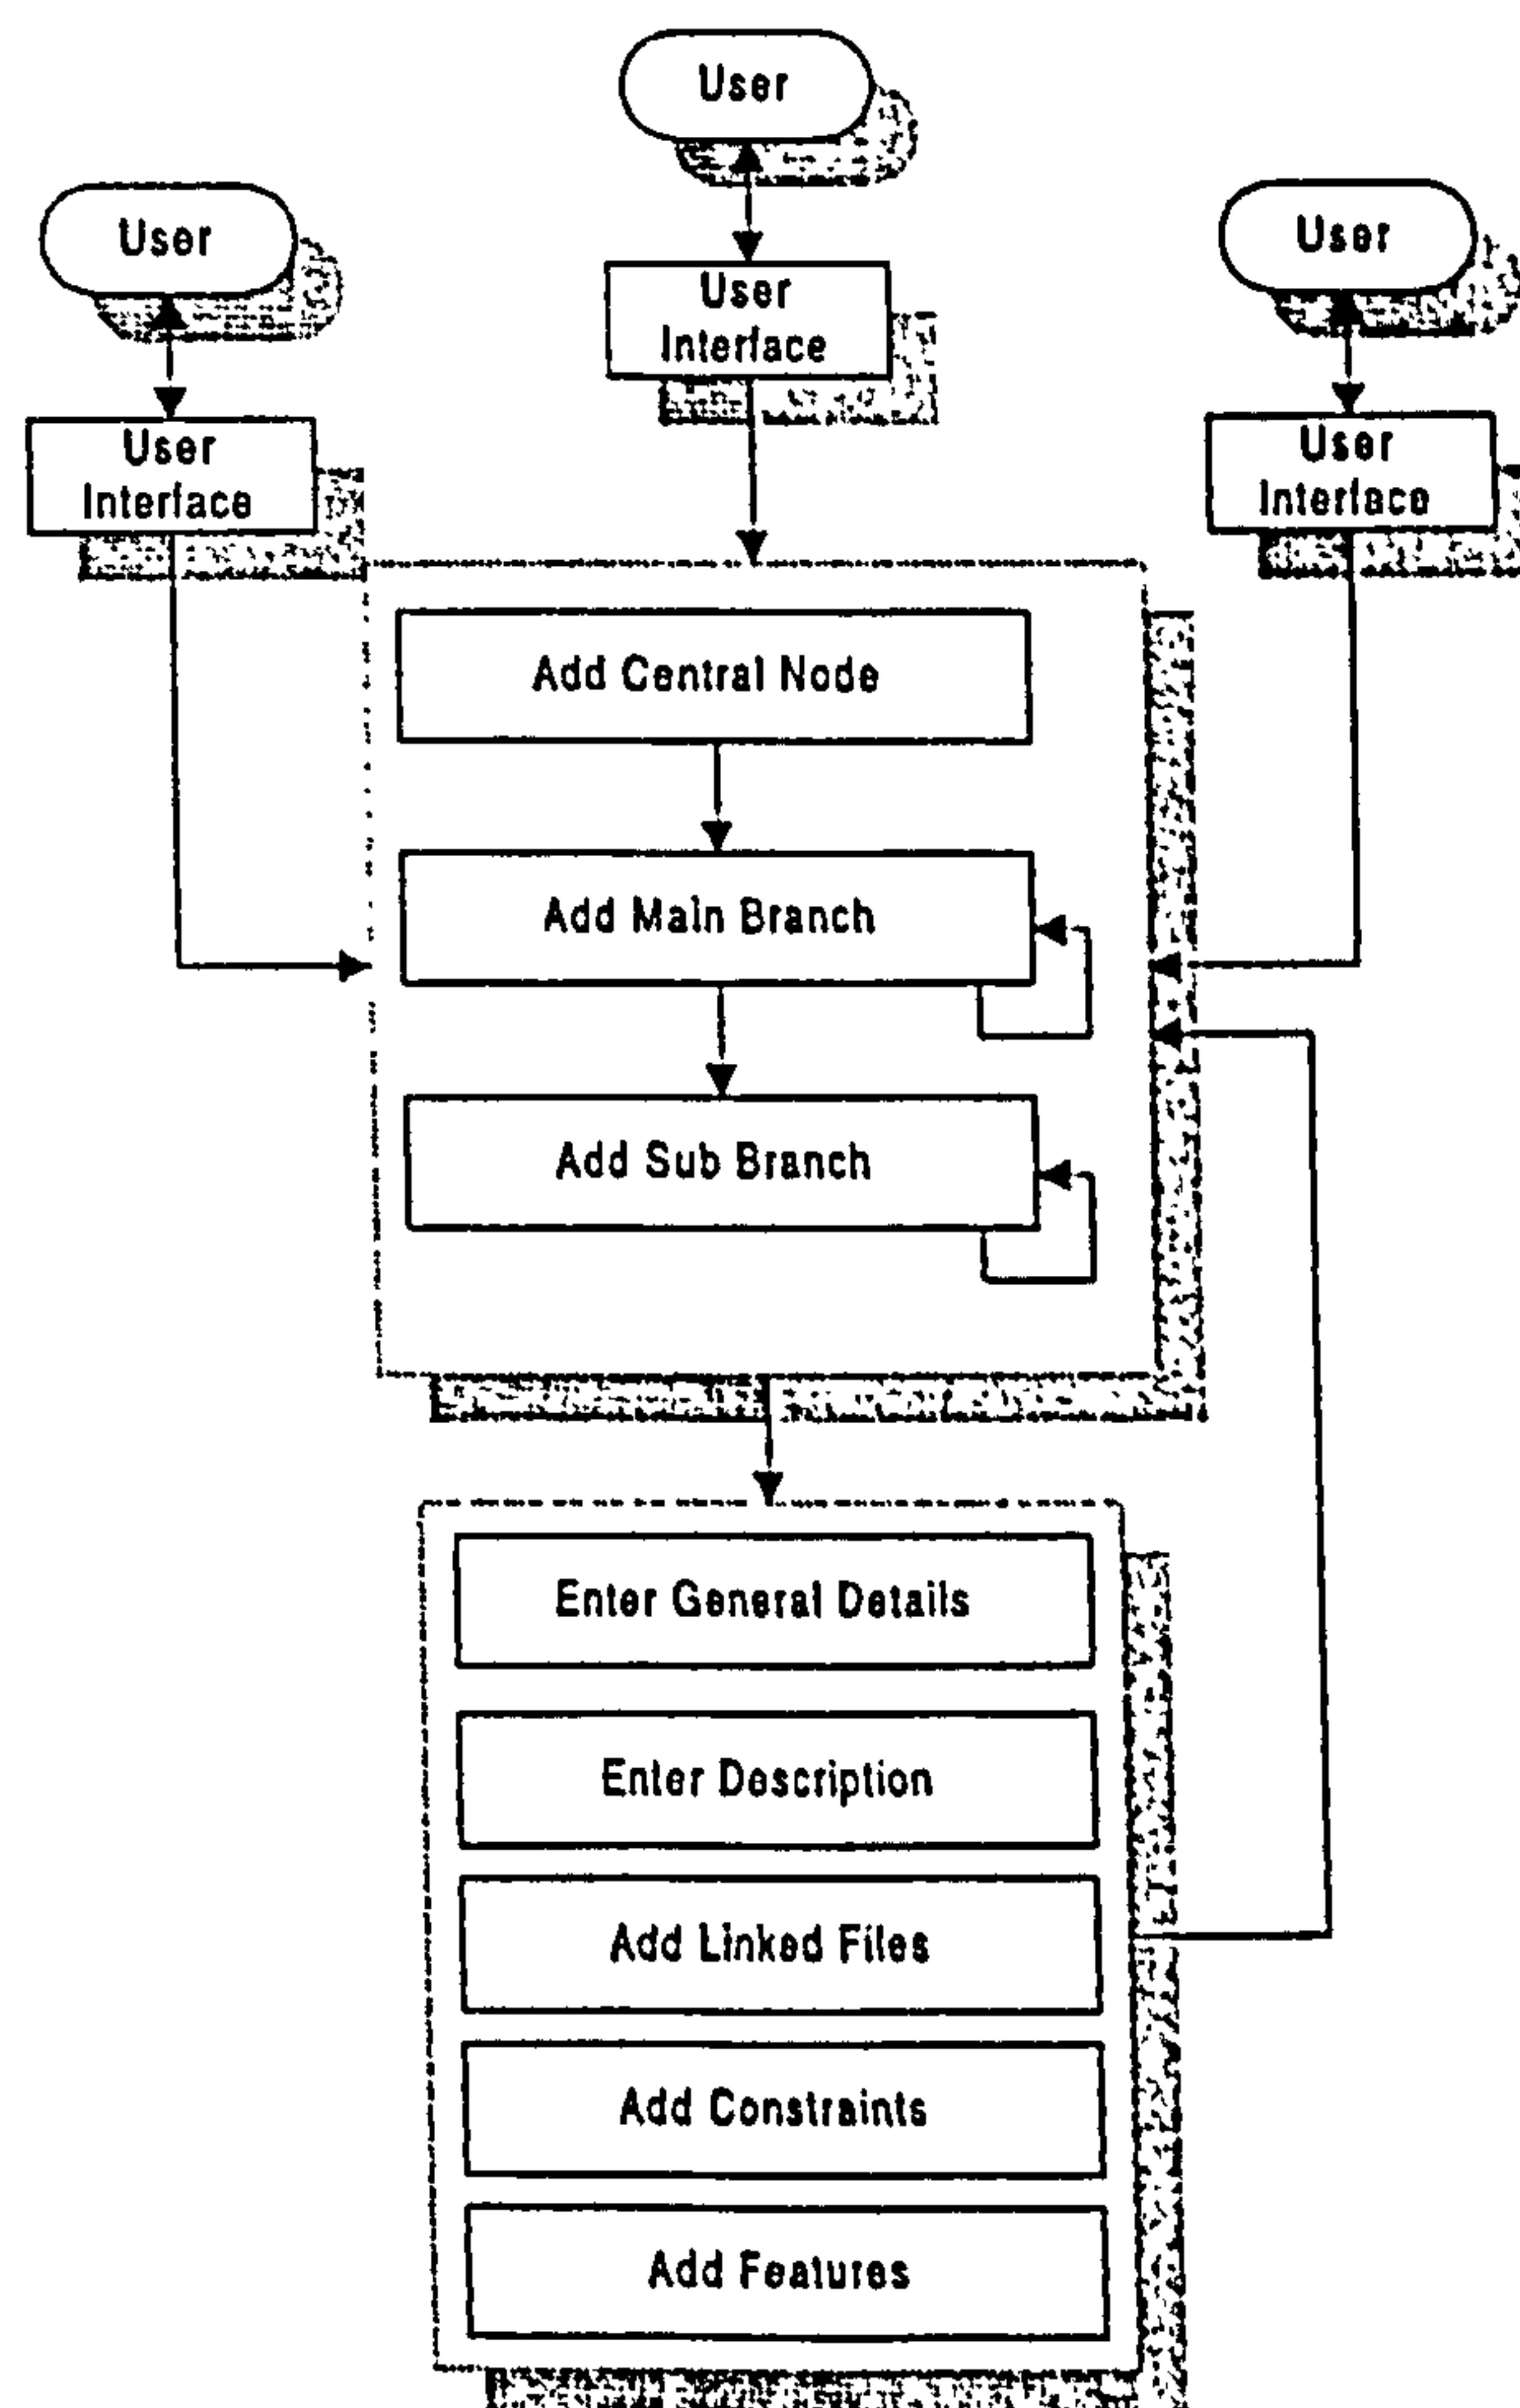 User
User
User
User
Interface
User
Interface
User
Interface
Add Central Node
Add Main Branch
Add Sub Branch
Enter General Details
Enter Description
Add Linked Files
Add Constraints
Add Features